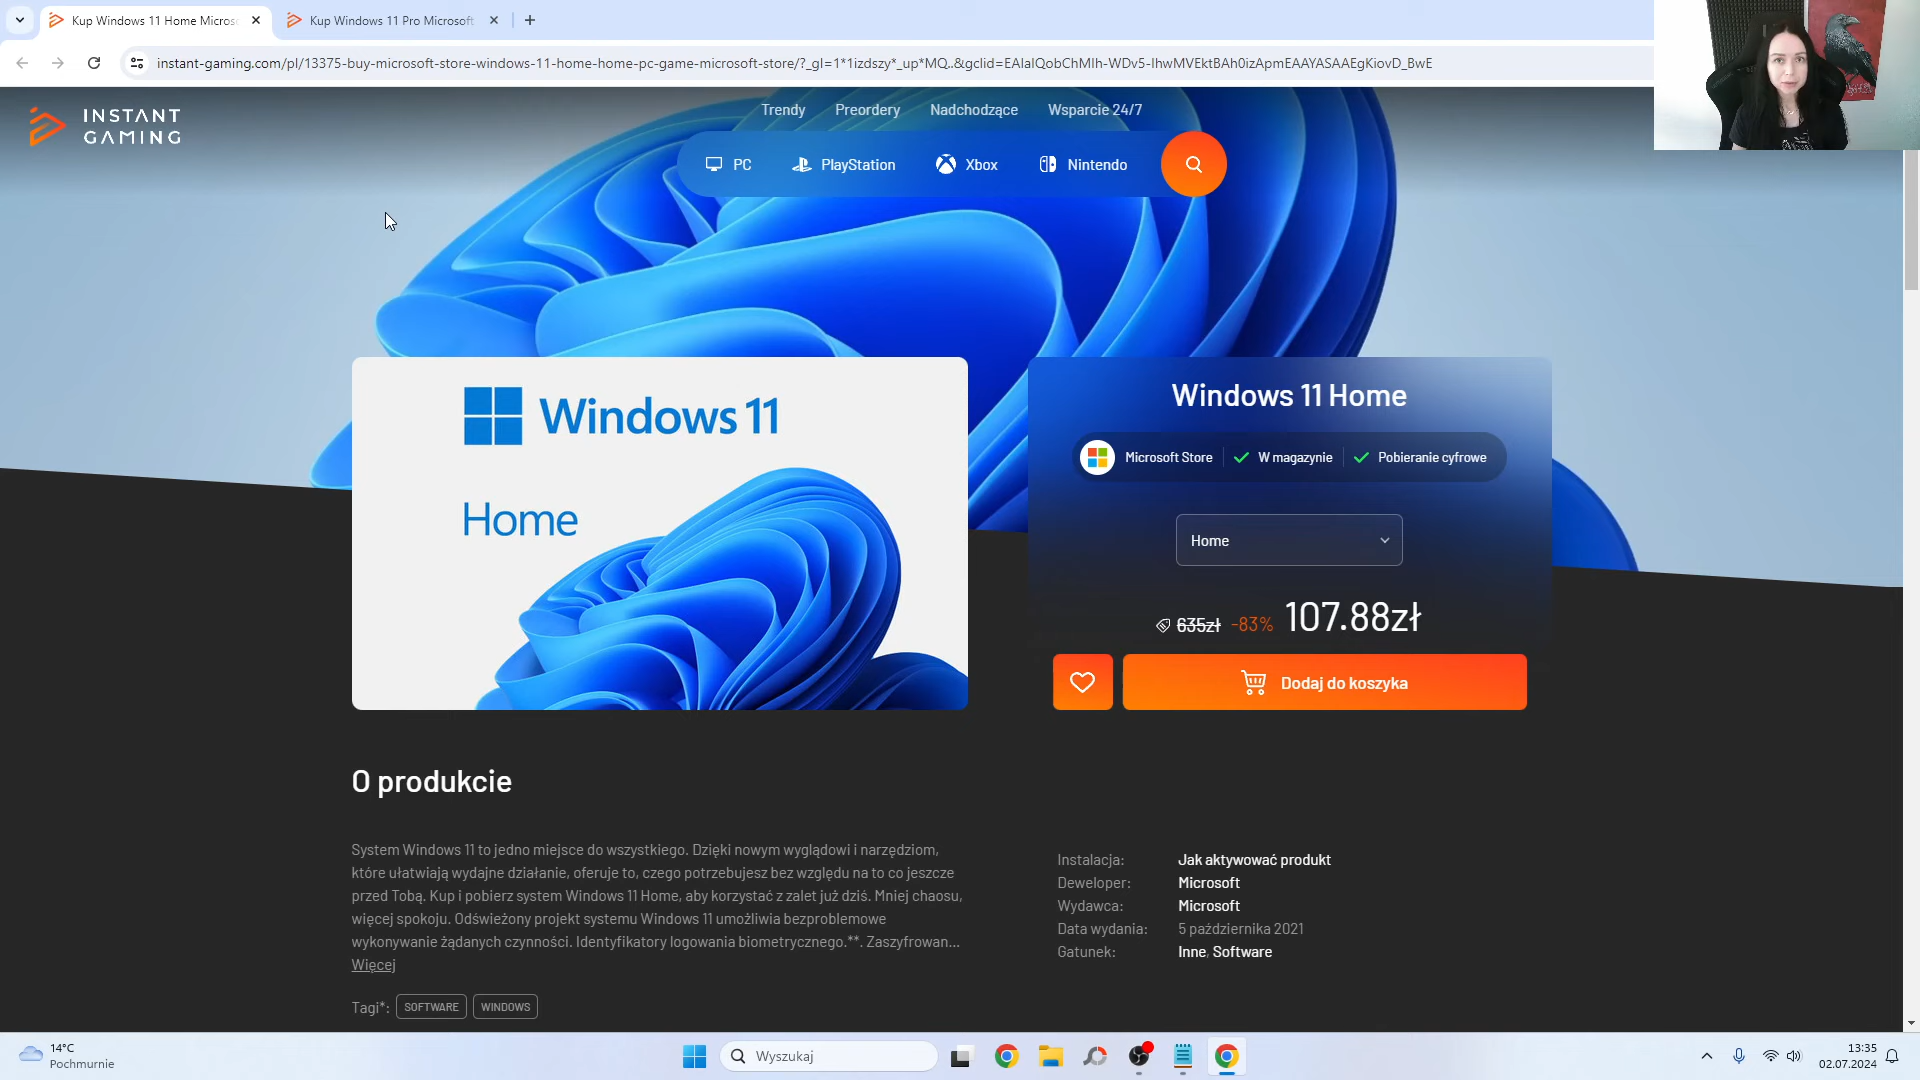 Kup Windows 11 Home Micros
Kup Windows 11 Pro Microsoft
instant-gaming.com/pl/13375-buy-microsoft-store-windows-11-home-home-pc-game-microsoft-store/?_gl=1*1izdszy*_up*MQ..&gclid=EAIaIQobChMIh-WDv5-IhwMVEktBAh0izApmEAAYASAAEgKiovD_BwE
INSTANT
GAMING
Trendy Preordery Nadchodzące Wsparcie 24/7
PC PlayStation Xbox Nintendo
Windows 11
Home
Windows 11 Home
Microsoft Store W magazynie Pobieranie cyfrowe
Home
635zł -83% 107.88zł
Dodaj do koszyka
O produkcie
System Windows 11 to jedno miejsce do wszystkiego. Dzięki nowym wyglądowi i narzędziom,
które ułatwiają wydajne działanie, oferuje to, czego potrzebujesz bez względu na to co jeszcze
przed Tobą. Kup i pobierz system Windows 11 Home, aby korzystać z zalet już dziś. Mniej chaosu,
więcej spokoju. Odświeżony projekt systemu Windows 11 umożliwia bezproblemowe
wykonywanie żądanych czynności. Identyfikatory logowania biometrycznego.**. Zaszyfrowan...
Więcej
Tagi*: SOFTWARE WINDOWS
Instalacja: Jak aktywować produkt
Deweloper: Microsoft
Wydawca: Microsoft
Data wydania: 5 października 2021
Gatunek: Inne, Software
14°C
Pochmurnie
Wyszukaj
13:35
02.07.2024